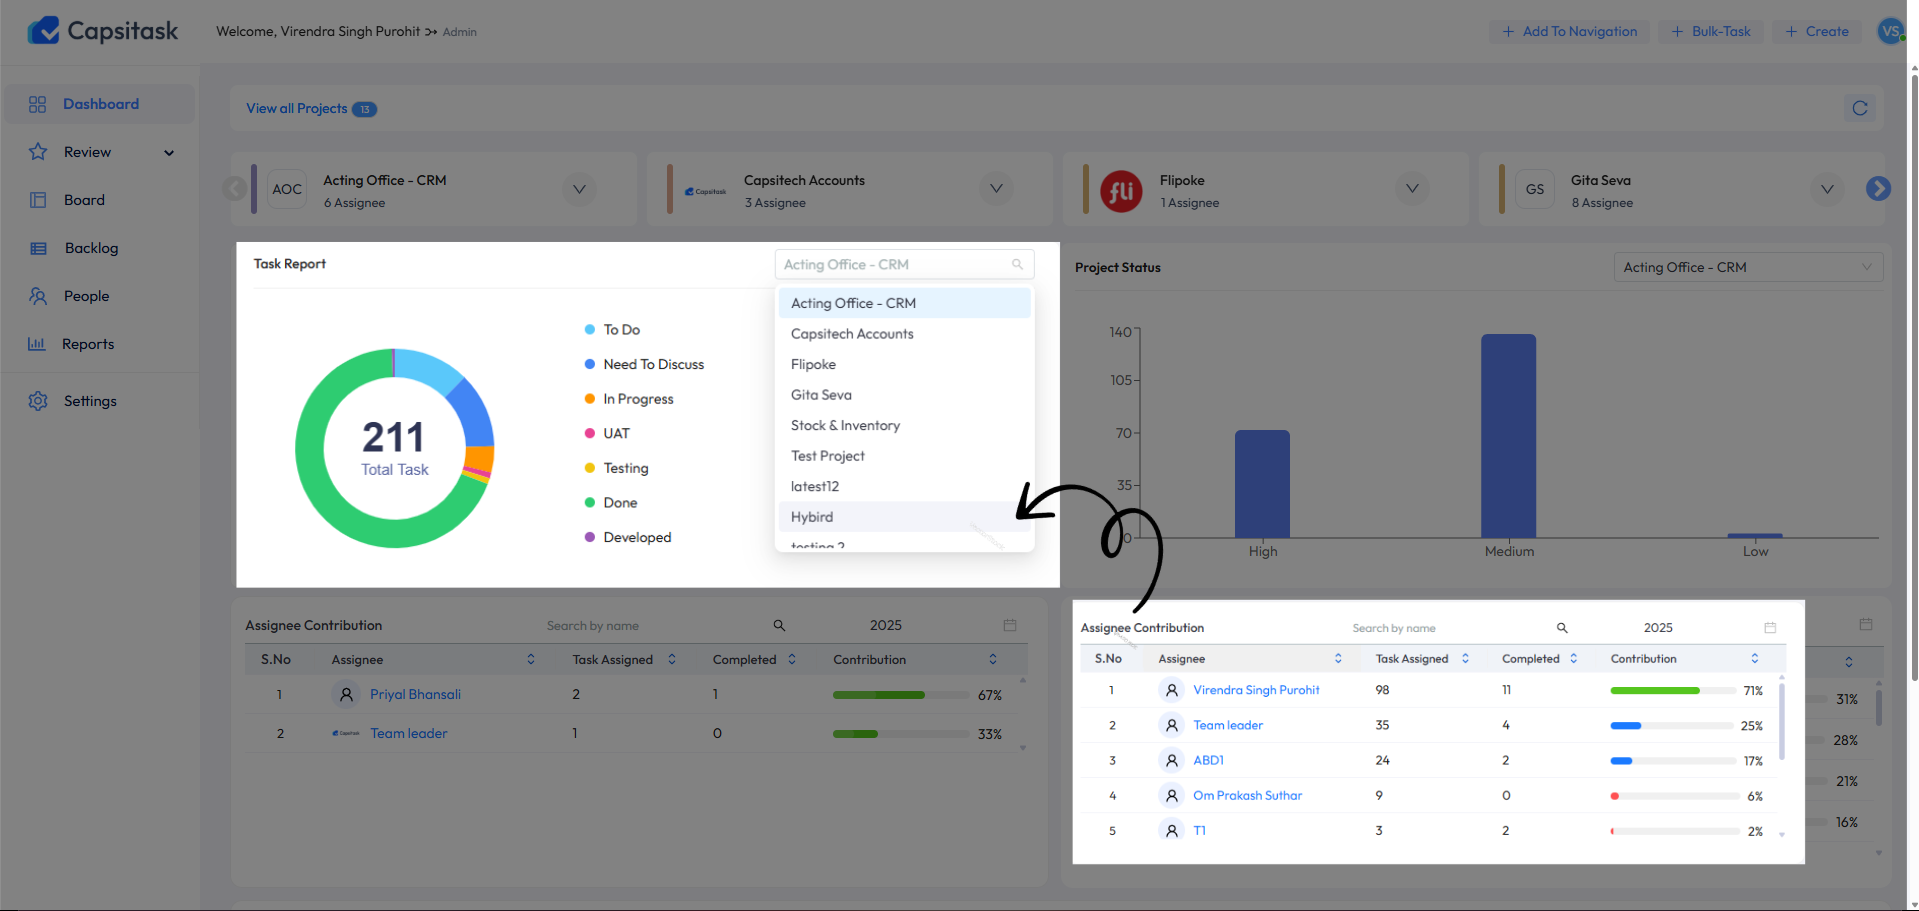 Capsitask
Welcome, Virendra Singh Purohit >> Admin
+ Add To Navigation
+ Bulk-Task
+ Create
VS
Dashboard
Review
Board
Backlog
People
Reports
Settings
View all Projects 13
AOC
Acting Office - CRM
6 Assignee
Capsitask
Capsitech Accounts
3 Assignee
fli
Flipoke
1 Assignee
GS
Gita Seva
8 Assignee
Task Report
Acting Office - CRM
Acting Office - CRM
Capsitech Accounts
Flipoke
Gita Seva
Stock & Inventory
Test Project
latest12
Hybird
testing 2
211
Total Task
To Do
Need To Discuss
In Progress
UAT
Testing
Done
Developed
Project Status
Acting Office - CRM
140
105
70
35
0
High Medium Low
Assignee Contribution Search by name 2025
S.No Assignee Task Assigned Completed Contribution
1 Priyal Bhansali 2 1 67%
2 Capsitask Team leader 1 0 33%
Assignee Contribution Search by name 2025
S.No Assignee Task Assigned Completed Contribution
1 Virendra Singh Purohit 98 11 71%
2 Team leader 35 4 25%
3 ABD1 24 2 17%
4 Om Prakash Suthar 9 0 6%
5 T1 3 2 2%
31%
28%
21%
16%